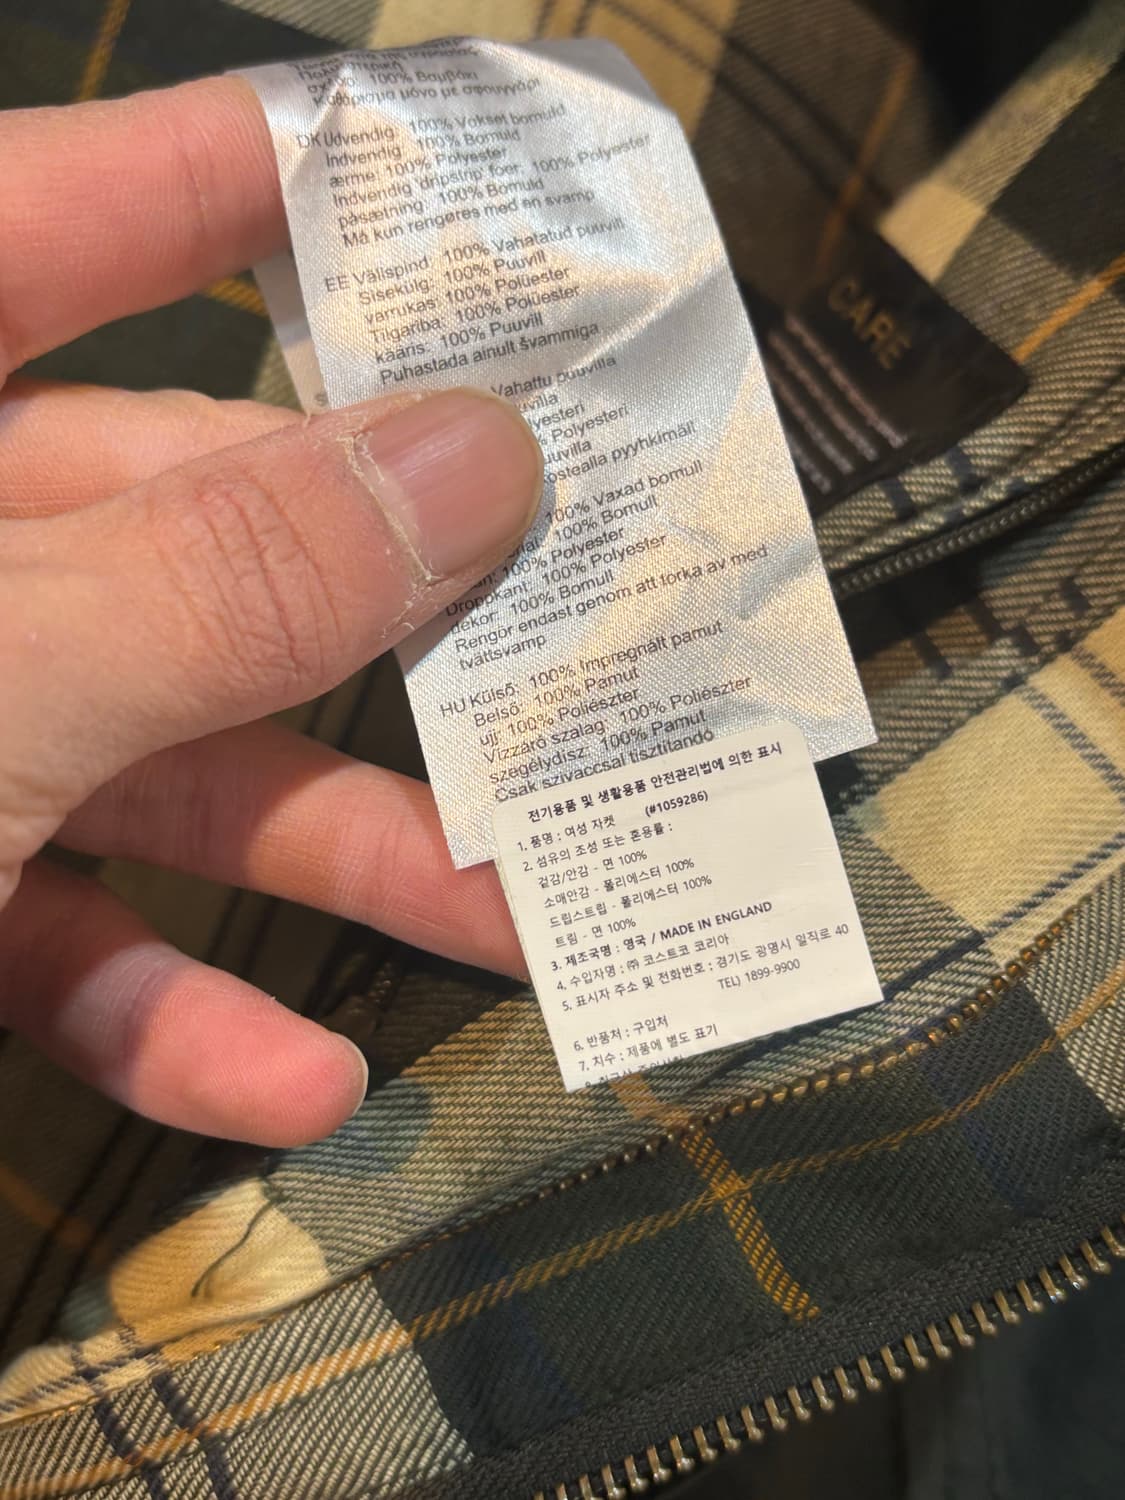 σχέδιο: 100% Βαμβάκι
Καθάρισμα μόνο με σφουγγάρι
DK Udvendig: 100% Vokset bomuld
Indvendig: 100% Bomuld
ærme: 100% Polyester
Indvendig 'dripstrip' foer: 100% Polyester
påsætning: 100% Bomuld
Må kun rengøres med en svamp
EE Välispind: 100% Vahatatud puuvill
Sisekülg: 100% Puuvill
varrukas: 100% Polüester
Tilgariba: 100% Polüester
kääris: 100% Puuvill
Puhastada ainult švammiga
Vahattu puuvilla
Polyesteri
kostealla pyyhkimäll
100% Vaxad bomull
100% Bomull
100% Polyester
Droppkant: 100% Polyester
dekor: 100% Bomull
Rengör endast genom att torka av med
tvättsvamp
HU Külső: 100% Impregnált pamut
Belső: 100% Pamut
ujj: 100% Poliészter
Vízzáró szalag: 100% Poliészter
szegélydísz: 100% Pamut
Csak szivaccsal tisztítandó
CARE
전기용품 및 생활용품 안전관리법에 의한 표시
1. 품명 : 여성 자켓 (#1059286)
2. 섬유의 조성 또는 혼용률 :
겉감/안감 - 면 100%
소매안감 - 폴리에스터 100%
드립스트립 - 폴리에스터 100%
트림 - 면 100%
3. 제조국명 : 영국 / MADE IN ENGLAND
4. 수입자명 : ㈜ 코스트코 코리아
5. 표시자 주소 및 전화번호 : 경기도 광명시 일직로 40
TEL) 1899-9900
6. 반품처 : 구입처
7. 치수 : 제품에 별도 표기